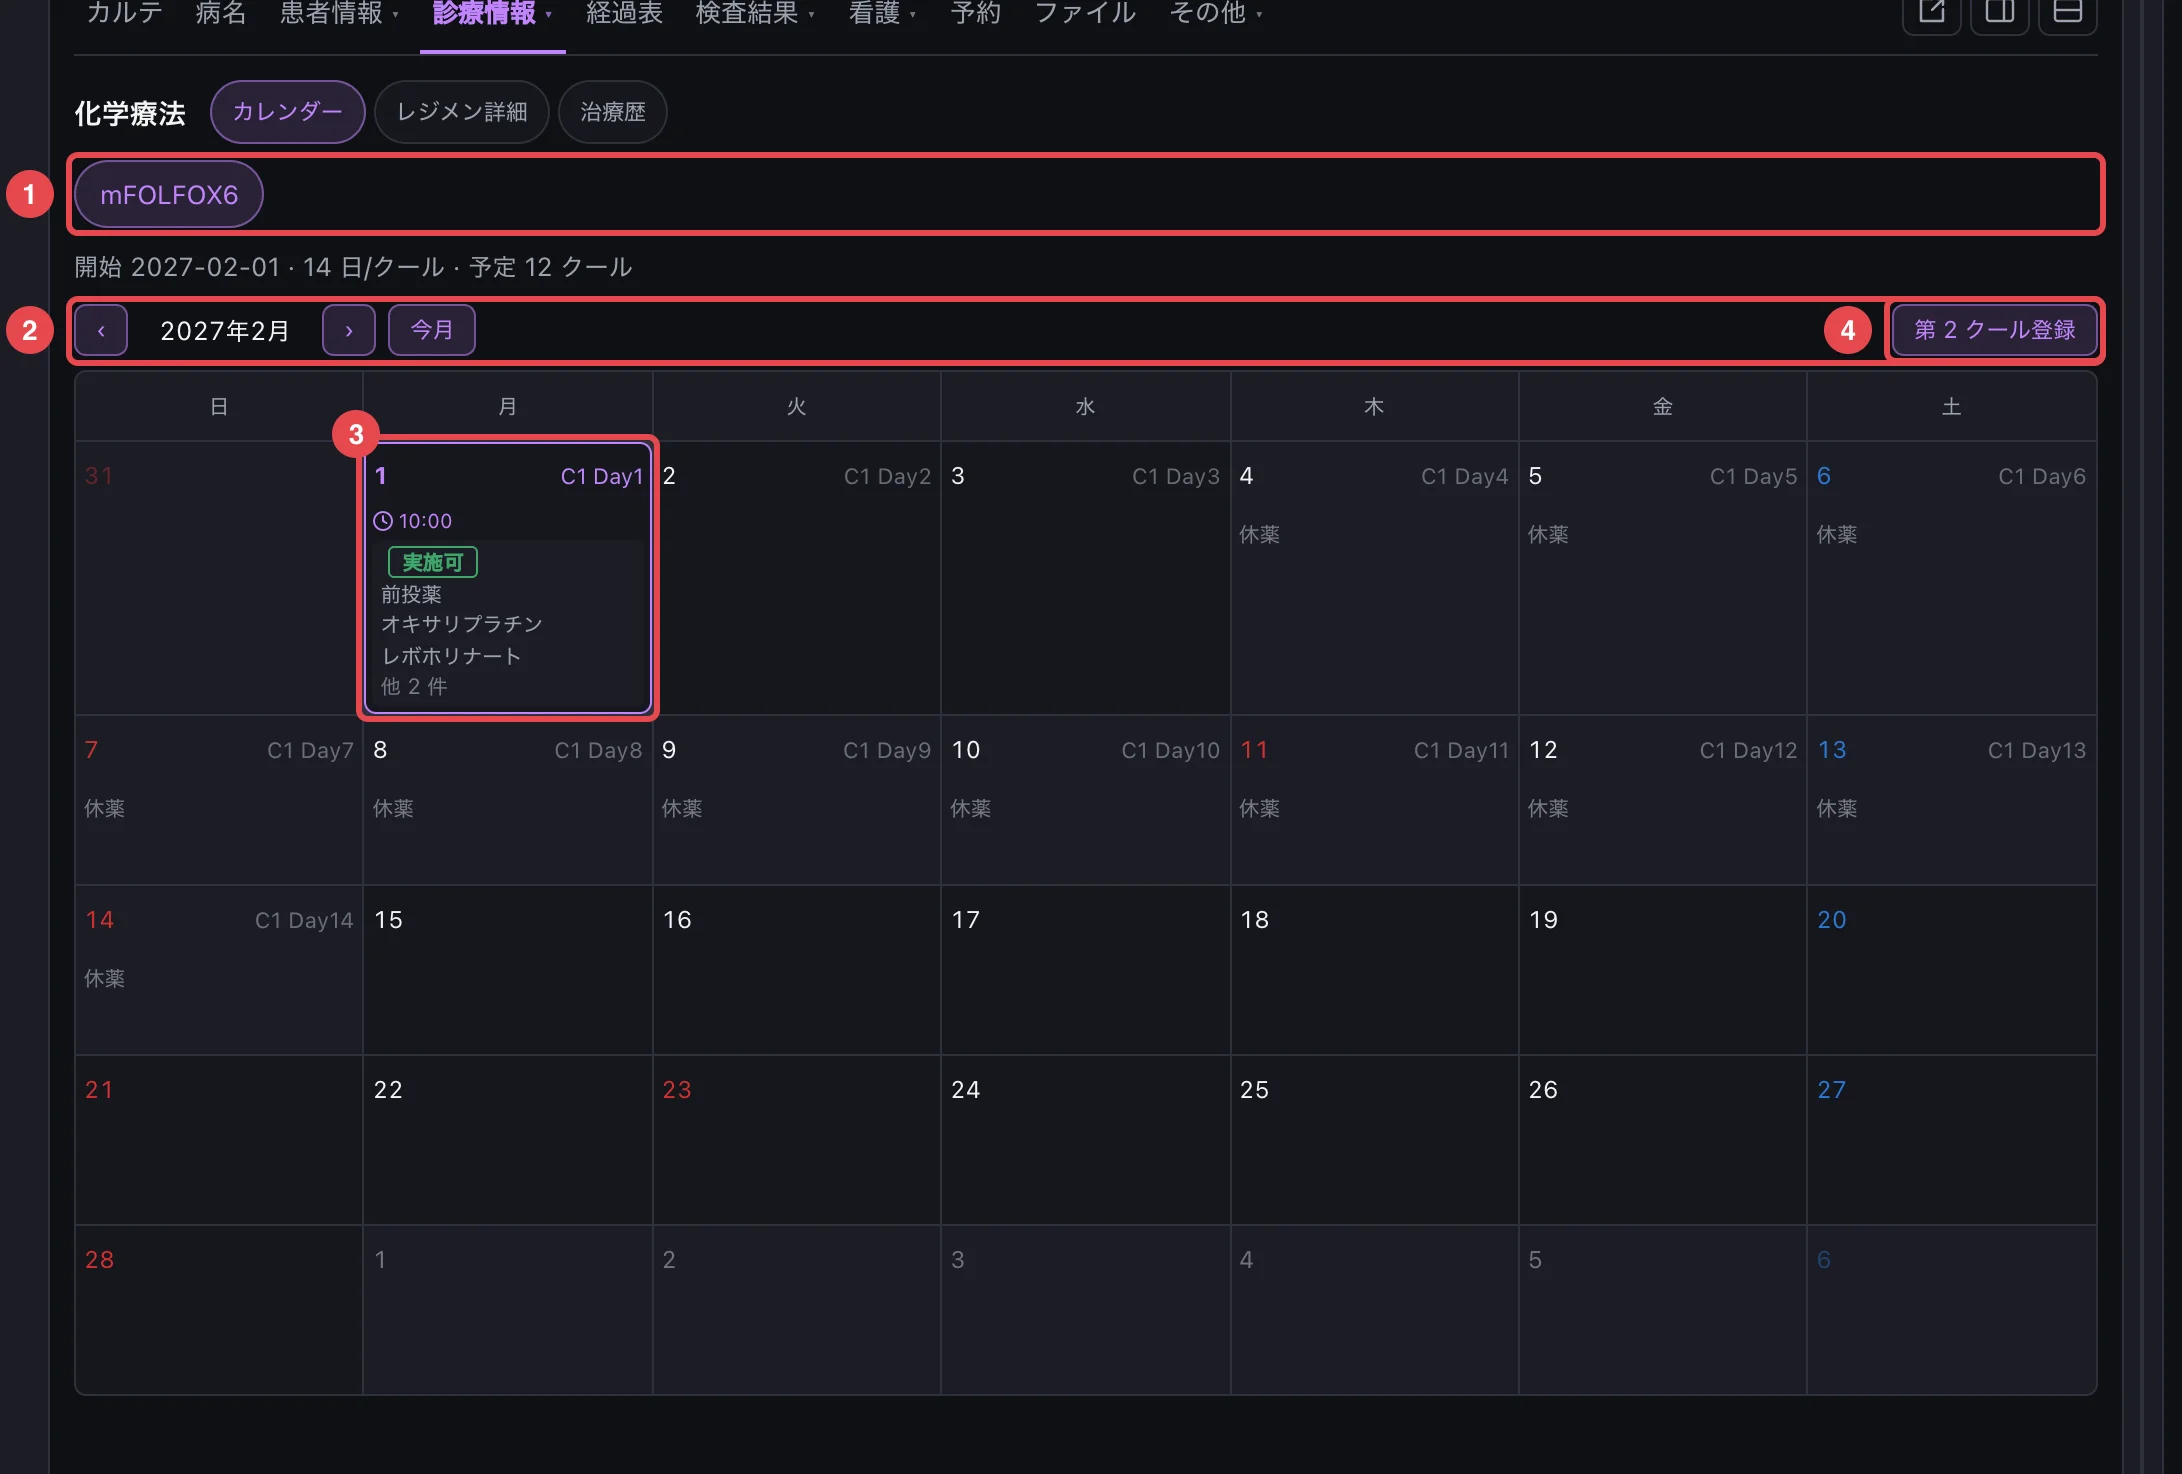 カルテ 病名 患者情報 診療情報 経過表 検査結果 看護 予約 ファイル その他
化学療法 カレンダー レジメン詳細 治療歴
1 mFOLFOX6
開始 2027-02-01 · 14 日/クール · 予定 12 クール
2 ‹ 2027年2月 › 今月 4 第 2 クール登録
日 月 火 水 木 金 土
3
31 1 C1 Day1 2 C1 Day2 3 C1 Day3 4 C1 Day4 5 C1 Day5 6 C1 Day6
10:00
休薬 休薬 休薬
実施可
前投薬
オキサリプラチン
レボホリナート
他 2 件
7 C1 Day7 8 C1 Day8 9 C1 Day9 10 C1 Day10 11 C1 Day11 12 C1 Day12 13 C1 Day13
休薬 休薬 休薬 休薬 休薬 休薬 休薬
14 C1 Day14 15 16 17 18 19 20
休薬
21 22 23 24 25 26 27
28 1 2 3 4 5 6